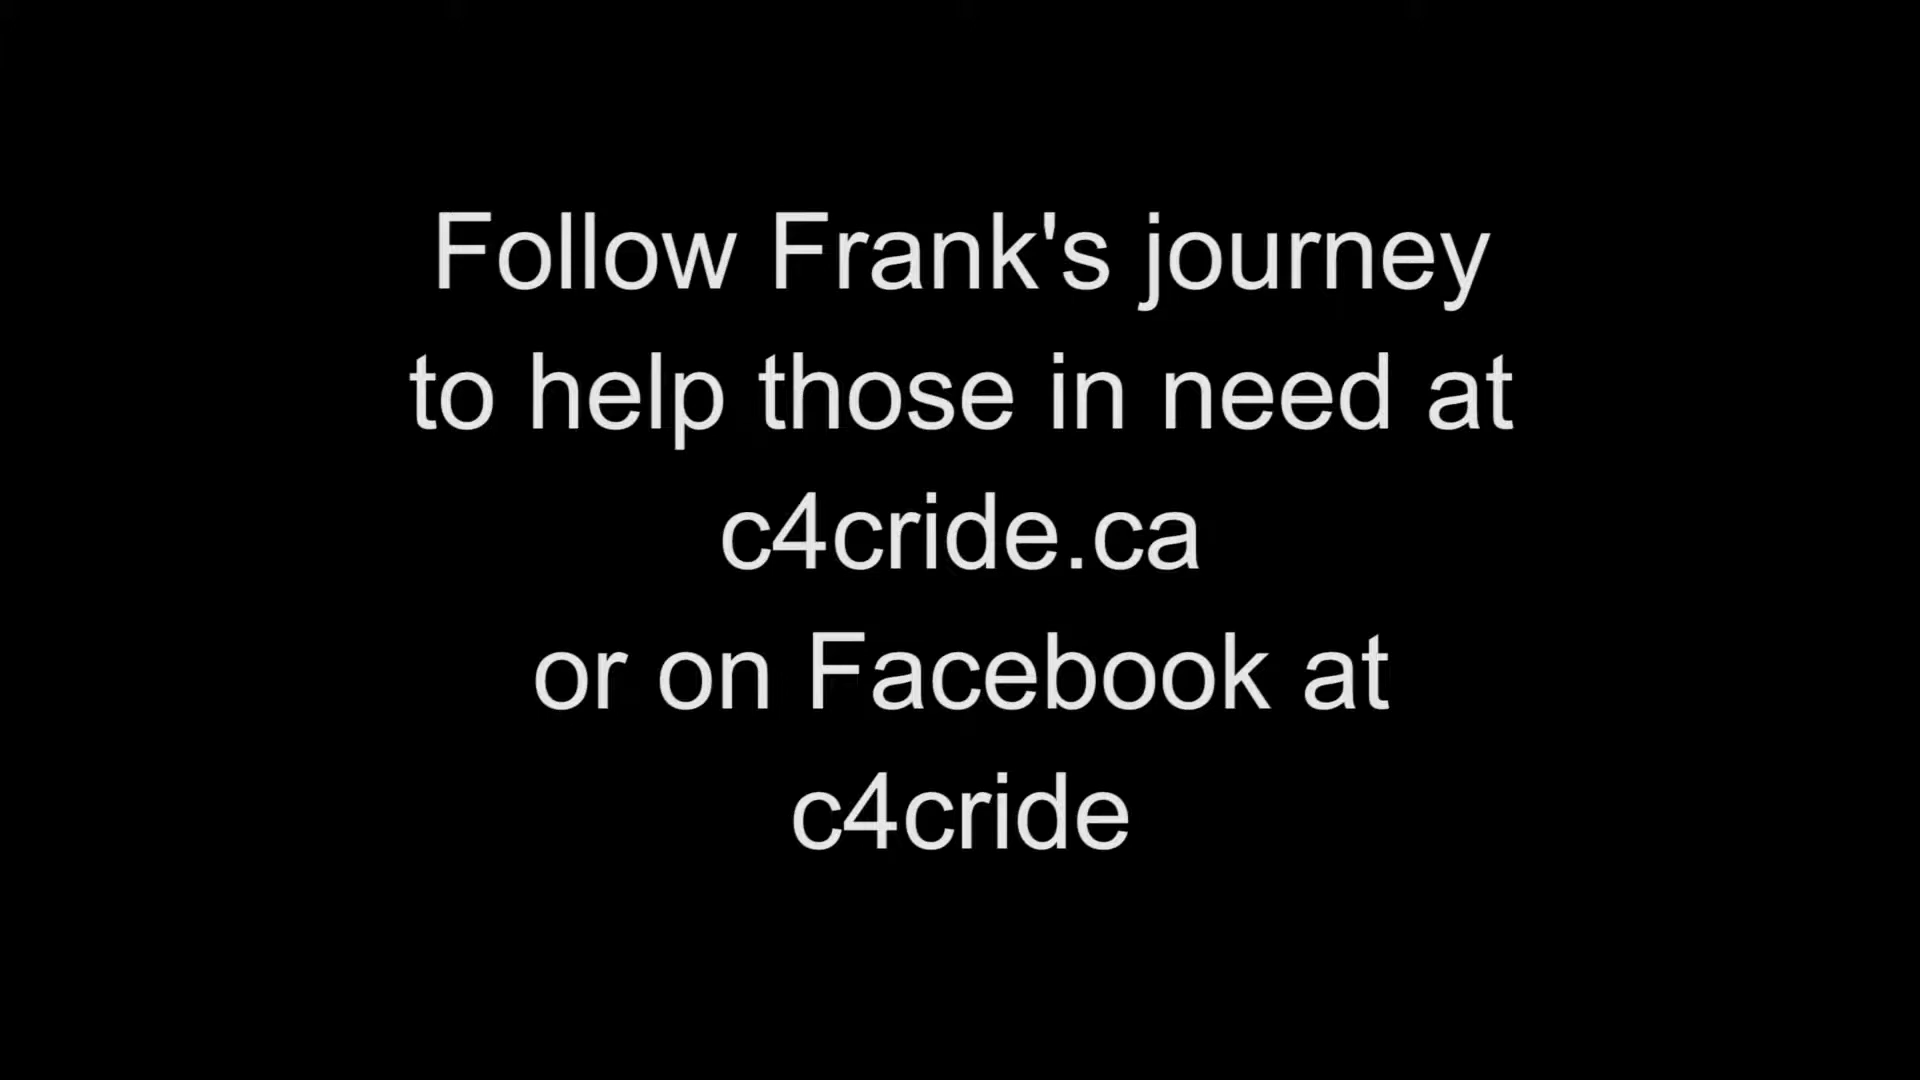 Follow Frank's journey
to help those in need at
c4cride.ca
or on Facebook at
c4cride